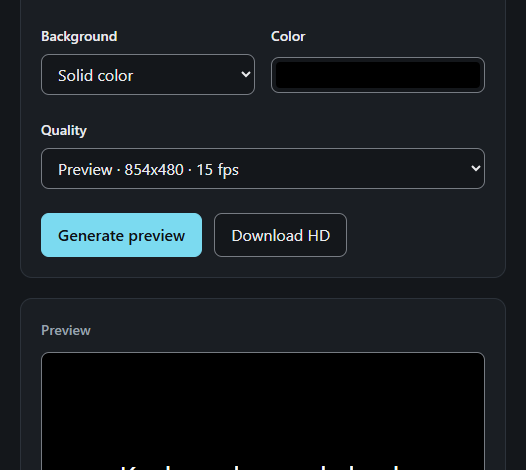 Background
Color
Solid color
Quality
Preview · 854x480 · 15 fps
Generate preview
Download HD
Preview